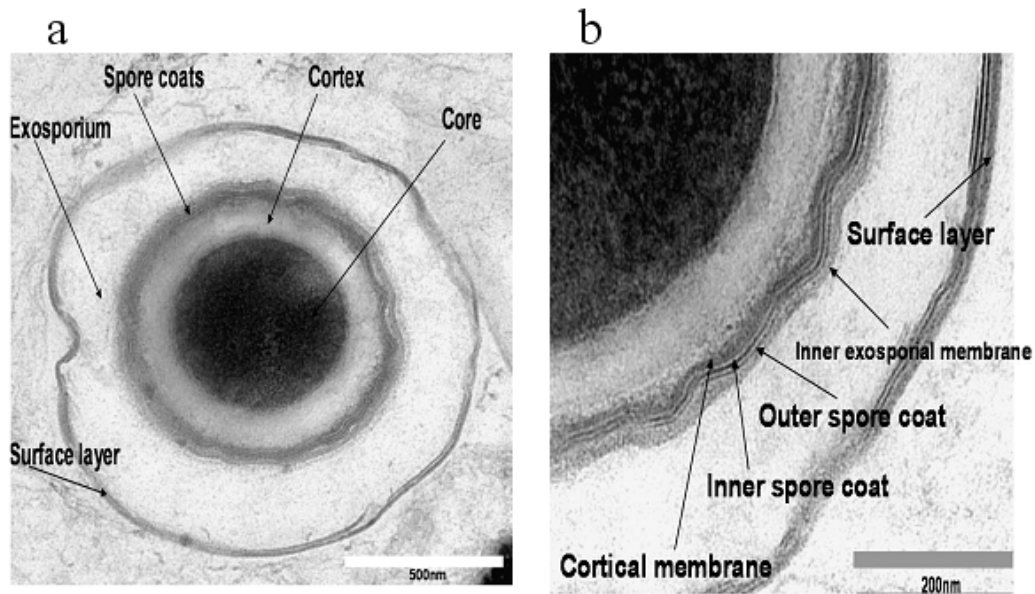 a
Spore coats
Cortex
Core
Exosporium
Surface layer
500nm
b
Surface layer
Inner exosporial membrane
Outer spore coat
Inner spore coat
Cortical membrane
200nm